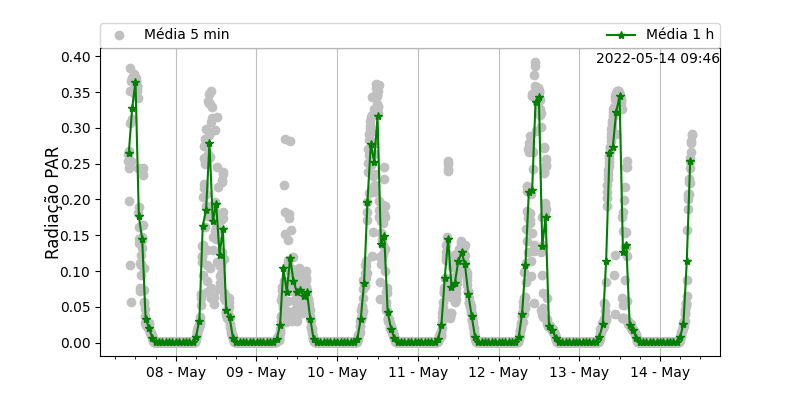 Média 5 min
Média 1 h
2022-05-14 09:46
Radiação PAR
0.40
0.35
0.30
0.25
0.20
0.15
0.10
0.05
0.00
08 - May
09 - May
10 - May
11 - May
12 - May
13 - May
14 - May